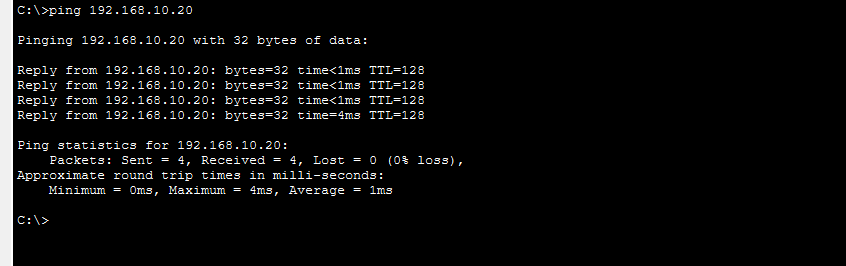 C:\>ping 192.168.10.20
Pinging 192.168.10.20 with 32 bytes of data:
Reply from 192.168.10.20: bytes=32 time<1ms TTL=128
Reply from 192.168.10.20: bytes=32 time<1ms TTL=128
Reply from 192.168.10.20: bytes=32 time<1ms TTL=128
Reply from 192.168.10.20: bytes=32 time=4ms TTL=128
Ping statistics for 192.168.10.20:
    Packets: Sent = 4, Received = 4, Lost = 0 (0% loss),
Approximate round trip times in milli-seconds:
    Minimum = 0ms, Maximum = 4ms, Average = 1ms
C:\>